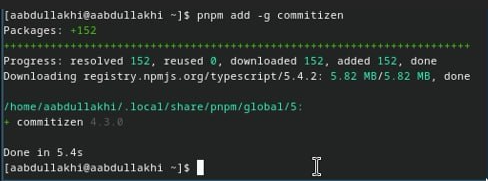 [aabdullakhi@aabdullakhi ~]$ pnpm add -g commitizen
Packages: +152
++++++++++++++++++++++++++++++++++++++++++++++++++++++++++++++++++++++
Progress: resolved 152, reused 0, downloaded 152, added 152, done
Downloading registry.npmjs.org/typescript/5.4.2: 5.82 MB/5.82 MB, done
/home/aabdullakhi/.local/share/pnpm/global/5:
+ commitizen 4.3.0
Done in 5.4s
[aabdullakhi@aabdullakhi ~]$